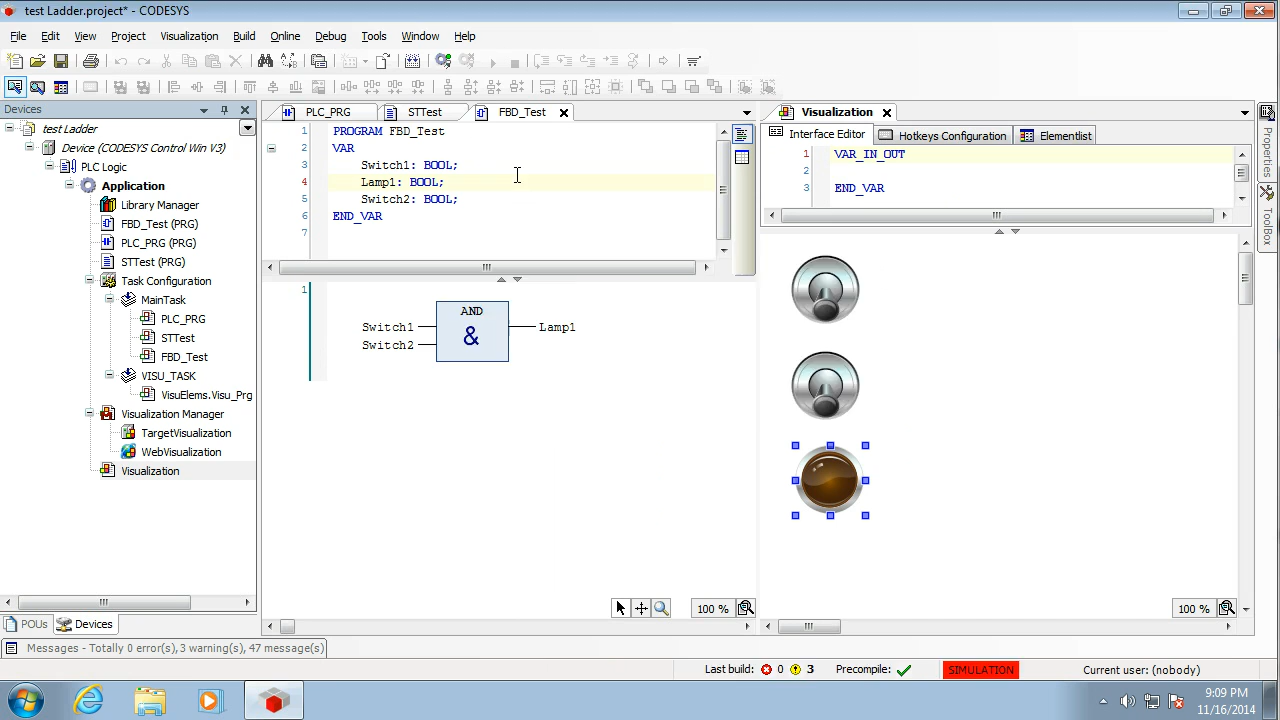 test Ladder.project* - CODESYS
File Edit View Project Visualization Build Online Debug Tools Window Help
Devices
test Ladder
Device (CODESYS Control Win V3)
PLC Logic
Application
Library Manager
FBD_Test (PRG)
PLC_PRG (PRG)
STTest (PRG)
Task Configuration
MainTask
PLC_PRG
STTest
FBD_Test
VISU_TASK
VisuElems.Visu_Prg
Visualization Manager
TargetVisualization
WebVisualization
Visualization
POUs Devices
PLC_PRG STTest FBD_Test
1 PROGRAM FBD_Test
2 VAR
3 Switch1: BOOL;
4 Lamp1: BOOL;
5 Switch2: BOOL;
6 END_VAR
7
1
AND
&
Switch1 Lamp1
Switch2
100 %
Visualization
Interface Editor Hotkeys Configuration Elementlist
1 VAR_IN_OUT
2
3 END_VAR
100 %
Properties
ToolBox
Messages - Totally 0 error(s), 3 warning(s), 47 message(s)
Last build: 0 3 Precompile: SIMULATION Current user: (nobody)
9:09 PM
11/16/2014